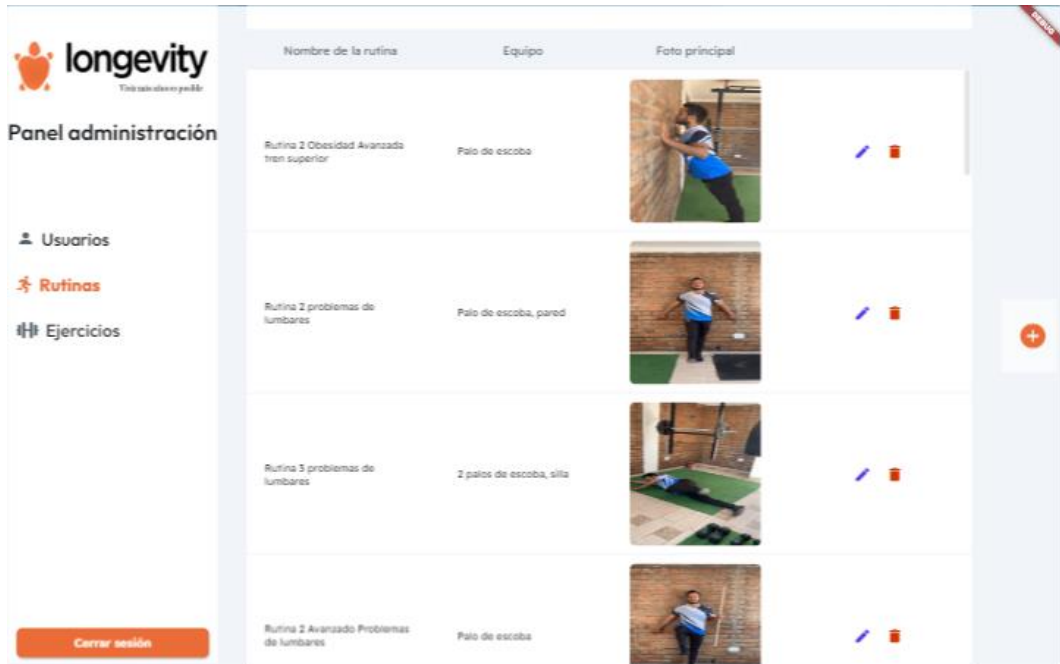 DEBUG
longevity
Panel administración
Usuarios
Rutinas
Ejercicios
Cerrar sesión
Nombre de la rutina Equipo Foto principal
Rutina 2 Obesidad Avanzada
tren superior
Palo de escoba
Rutina 2 problemas de
lumbares
Palo de escoba, pared
Rutina 3 problemas de
lumbares
2 palos de escoba, silla
Rutina 2 Avanzado Problemas
de lumbares
Palo de escoba